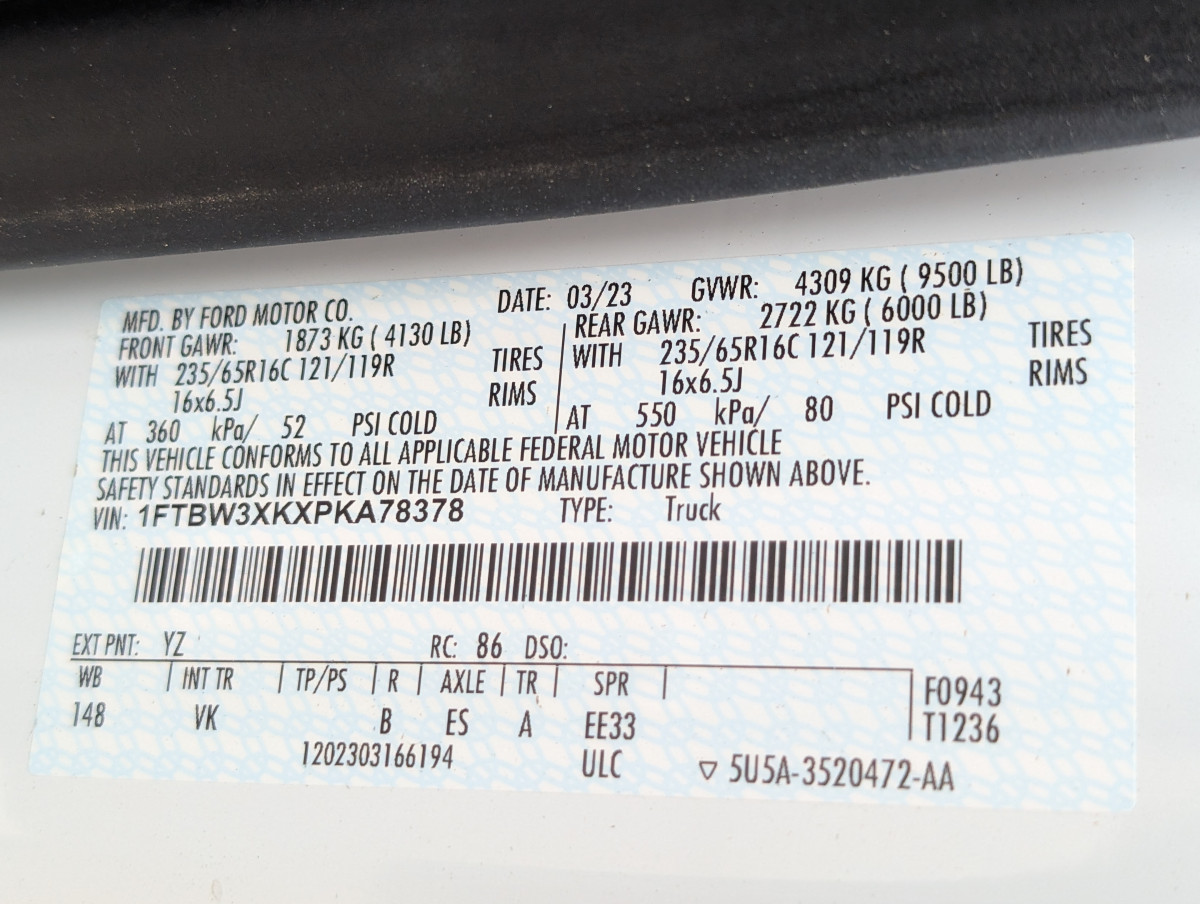 MFD. BY FORD MOTOR CO. DATE: 03/23 GVWR: 4309 KG ( 9500 LB)
FRONT GAWR: 1873 KG ( 4130 LB) REAR GAWR: 2722 KG ( 6000 LB)
WITH 235/65R16C 121/119R TIRES WITH 235/65R16C 121/119R TIRES
16x6.5J RIMS 16x6.5J RIMS
AT 360 kPa/ 52 PSI COLD AT 550 kPa/ 80 PSI COLD
THIS VEHICLE CONFORMS TO ALL APPLICABLE FEDERAL MOTOR VEHICLE
SAFETY STANDARDS IN EFFECT ON THE DATE OF MANUFACTURE SHOWN ABOVE.
VIN: 1FTBW3XKXPKA78378 TYPE: Truck
EXT PNT: YZ RC: 86 DSO:
WB INT TR TP/PS R AXLE TR SPR F0943
148 VK B ES A EE33 T1236
1202303166194 ULC ▽ 5U5A-3520472-AA